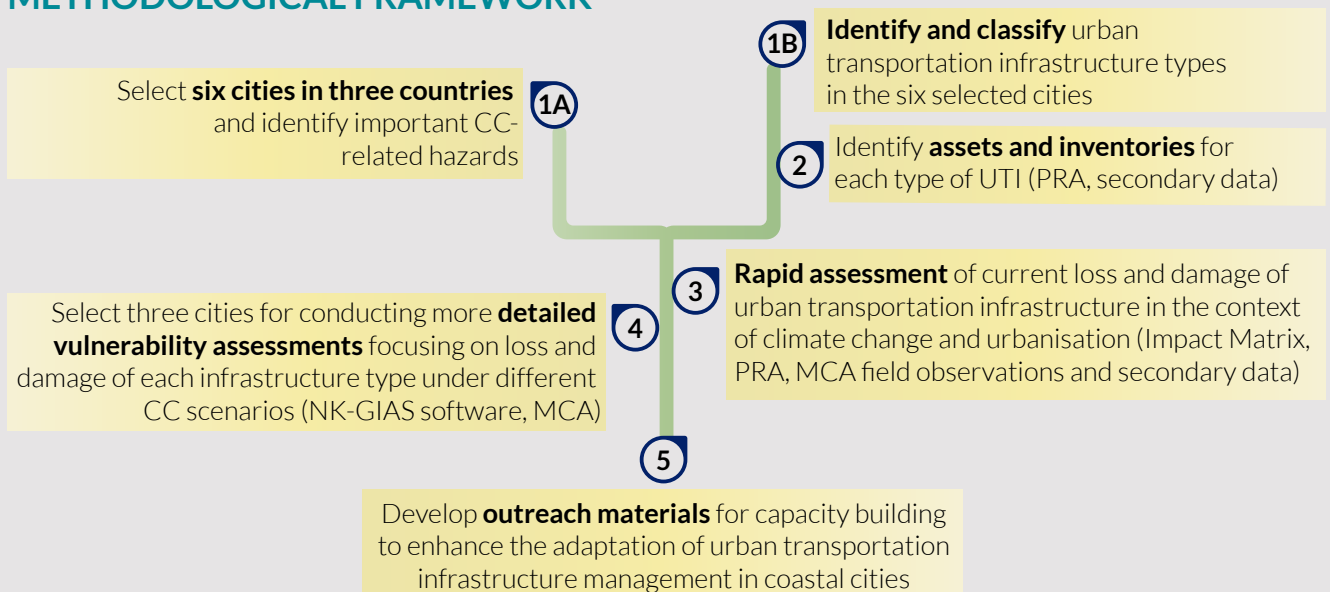 METHODOLOGICAL FRAMEWORK
1A
Select six cities in three countries
and identify important CC-
related hazards
1B
Identify and classify urban
transportation infrastructure types
in the six selected cities
2
Identify assets and inventories for
each type of UTI (PRA, secondary data)
3
Rapid assessment of current loss and damage of
urban transportation infrastructure in the context
of climate change and urbanisation (Impact Matrix,
PRA, MCA field observations and secondary data)
4
Select three cities for conducting more detailed
vulnerability assessments focusing on loss and
damage of each infrastructure type under different
CC scenarios (NK-GIAS software, MCA)
5
Develop outreach materials for capacity building
to enhance the adaptation of urban transportation
infrastructure management in coastal cities